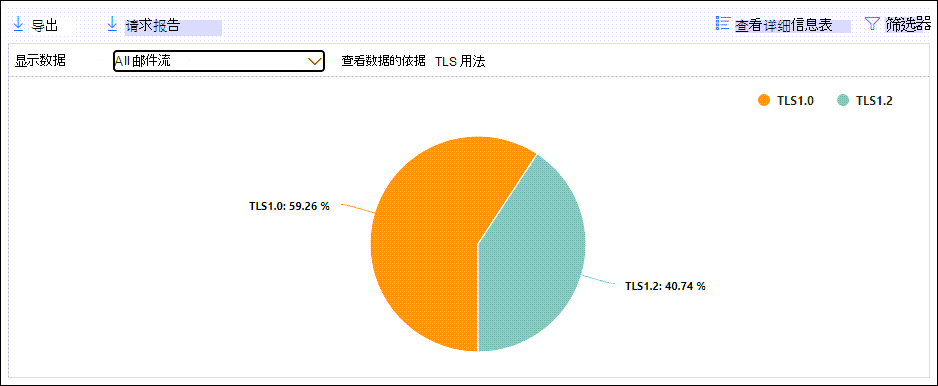 导出 请求报告 查看详细信息表 筛选器
显示数据 All 邮件流 查看数据的依据 TLS 用法
TLS1.0 TLS1.2
TLS1.0: 59.26 %
TLS1.2: 40.74 %